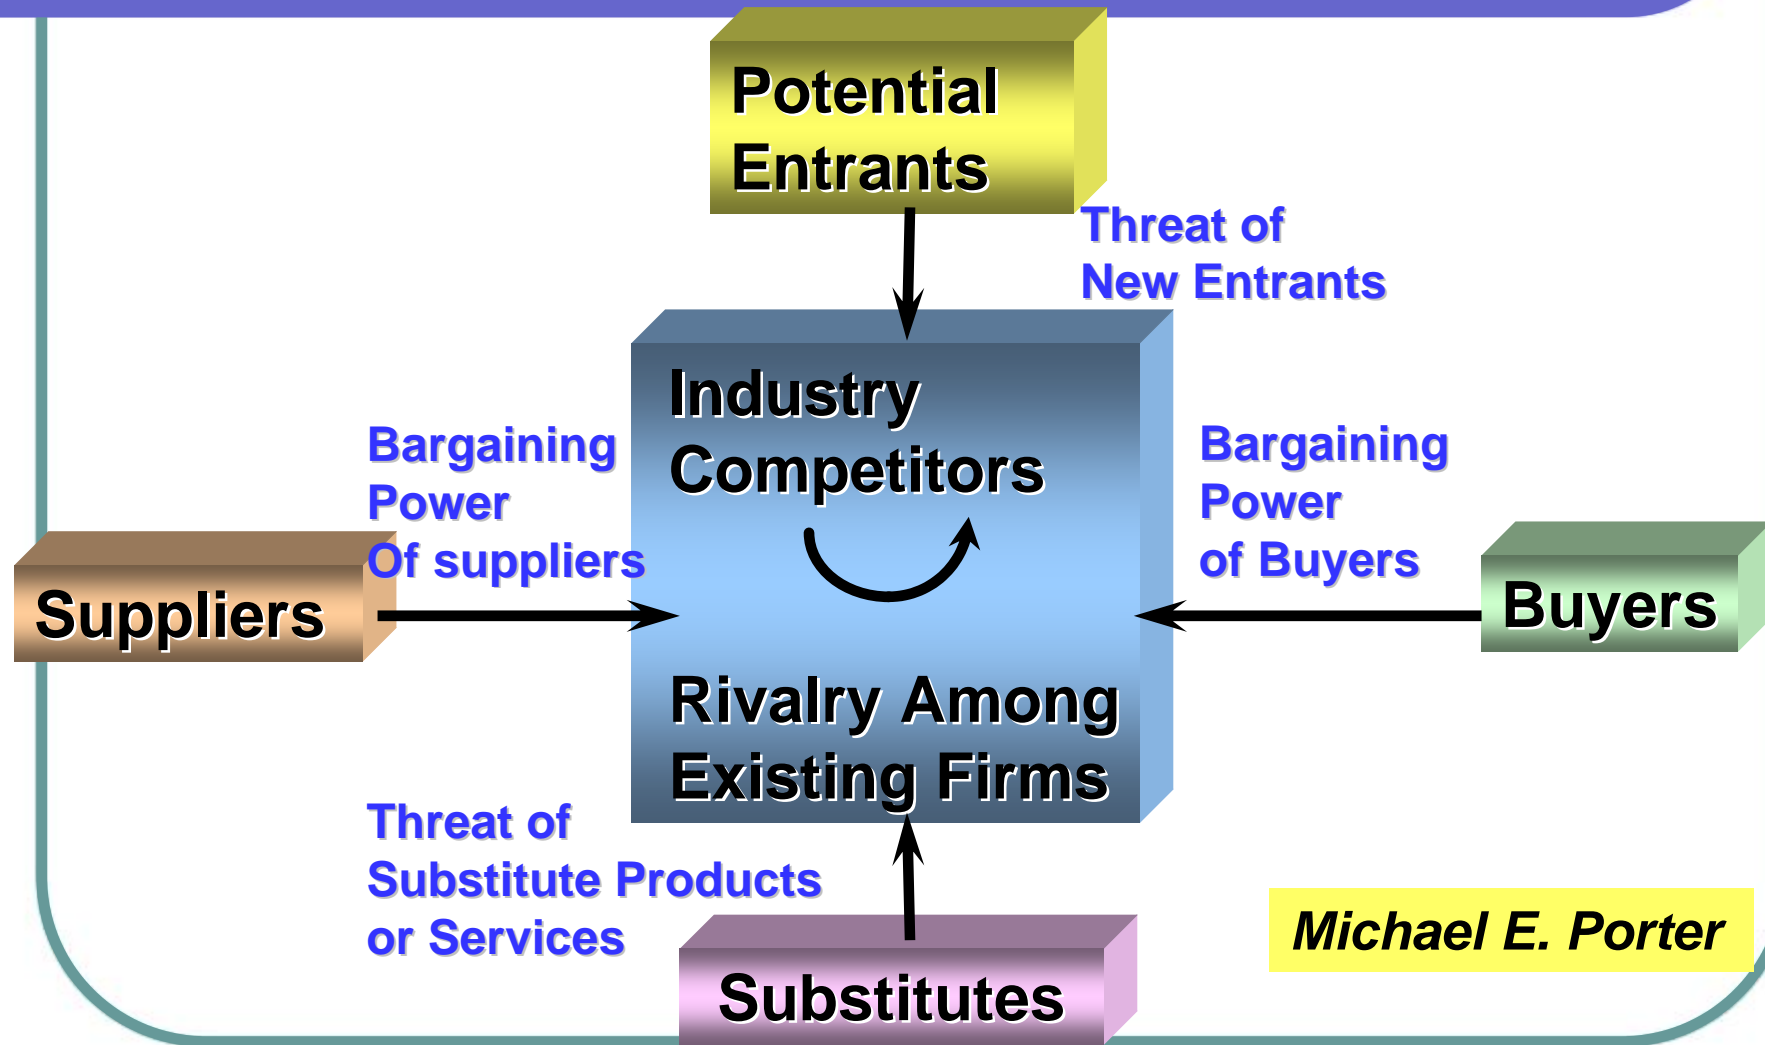 Potential
Entrants
Threat of
New Entrants
Industry
Competitors
Bargaining
Power
Of suppliers
Bargaining
Power
of Buyers
Suppliers
Buyers
Rivalry Among
Existing Firms
Threat of
Substitute Products
or Services
Michael E. Porter
Substitutes